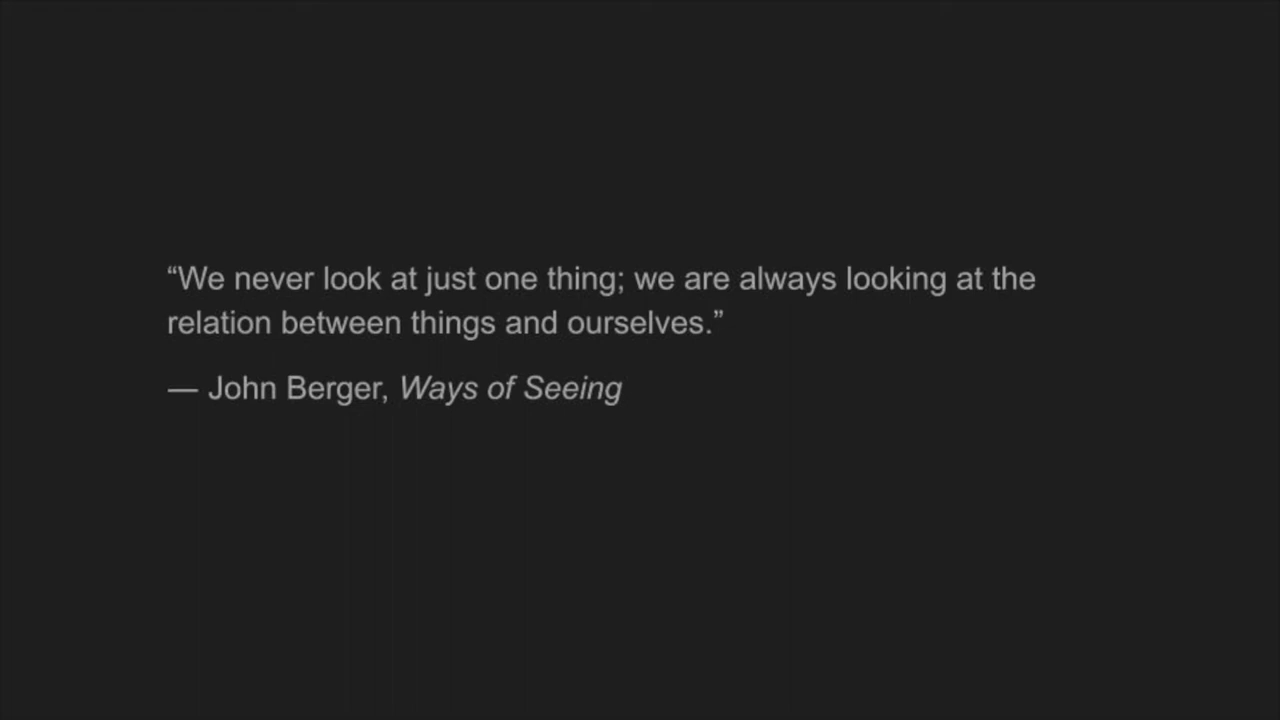 “We never look at just one thing; we are always looking at the
relation between things and ourselves.”
— John Berger, Ways of Seeing